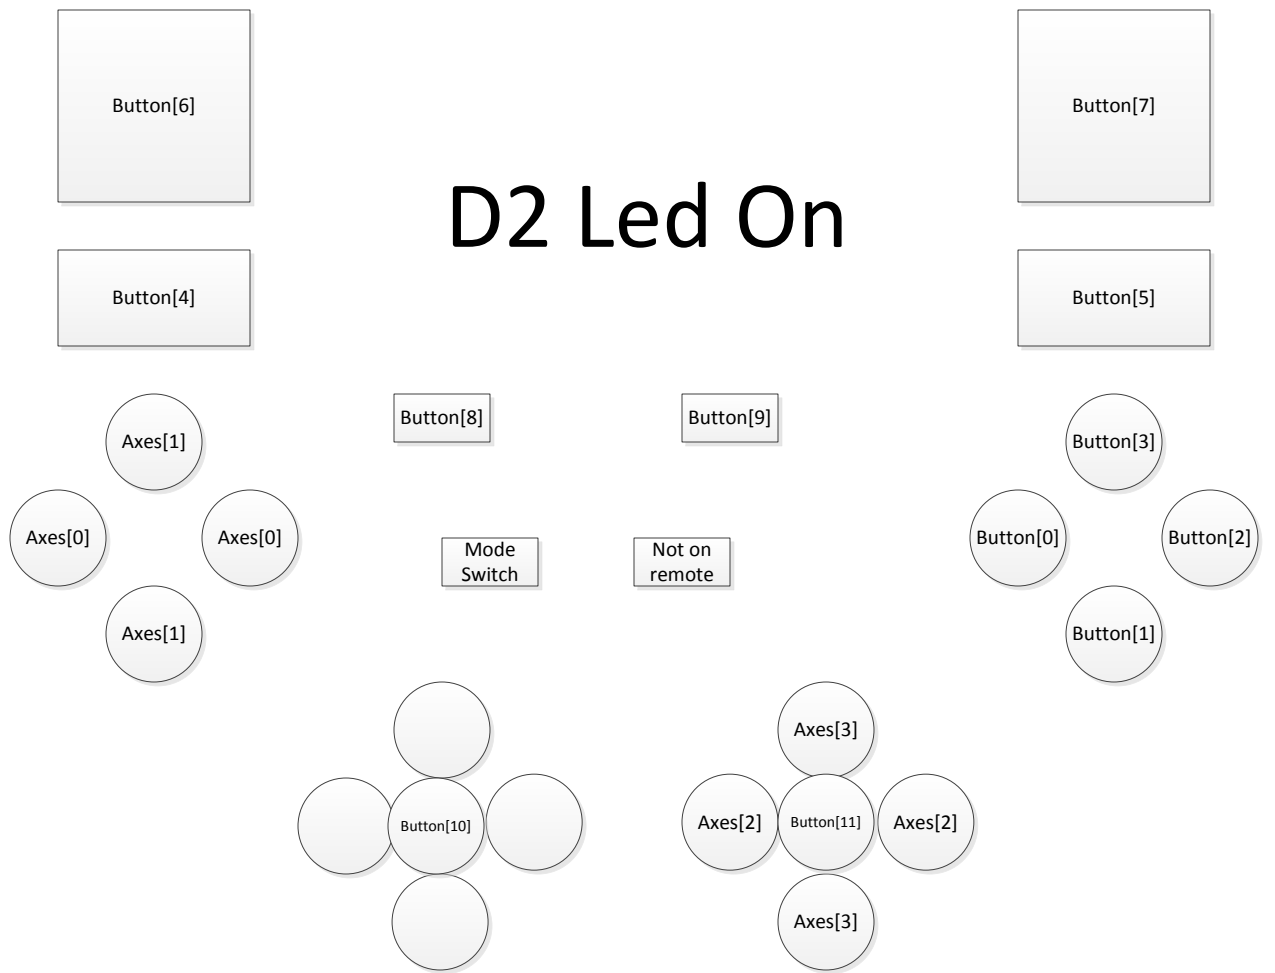 Button[6]
Button[7]
D2 Led On
Button[4]
Button[5]
Axes[1]
Button[8]
Button[9]
Button[3]
Axes[0]
Axes[0]
Mode
Switch
Not on
remote
Button[0]
Button[2]
Axes[1]
Button[1]
Axes[3]
Button[10]
Axes[2]
Button[11]
Axes[2]
Axes[3]